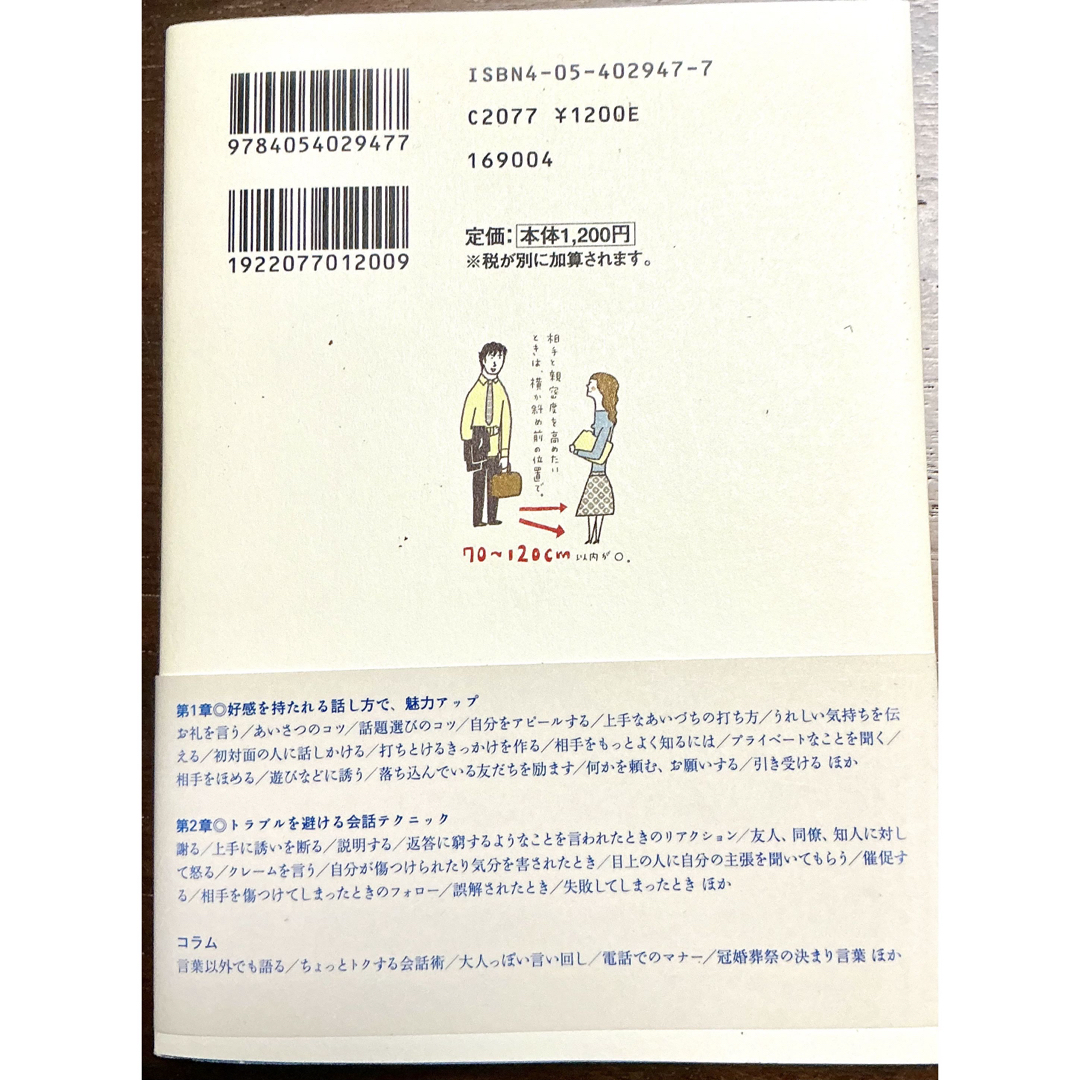 ISBN4-05-402947-7
C2077 ¥1200E
169004
9784054029477
1922077012009
定価：本体1,200円
※税が別に加算されます。
相手と親密度を高めたい
ときは、横か斜め前の位置で。
70~120cm 以内が○.
第1章◎好感を持たれる話し方で、魅力アップ
お礼を言う／あいさつのコツ／話題選びのコツ／自分をアピールする／上手なあいづちの打ち方／うれしい気持ちを伝
える／初対面の人に話しかける／打ちとけるきっかけを作る／相手をもっとよく知るには／プライベートなことを聞く／
相手をほめる／遊びなどに誘う／落ち込んでいる友だちを励ます／何かを頼む、お願いする／引き受ける ほか
第2章◎トラブルを避ける会話テクニック
謝る／上手に誘いを断る／説明する／返答に窮するようなことを言われたときのリアクション／友人、同僚、知人に対し
て怒る／クレームを言う／自分が傷つけられたり気分を害されたとき／目上の人に自分の主張を聞いてもらう／催促す
る／相手を傷つけてしまったときのフォロー／誤解されたとき／失敗してしまったとき ほか
コラム
言葉以外でも語る／ちょっとトクする会話術／大人っぽい言い回し／電話でのマナー／冠婚葬祭の決まり言葉 ほか